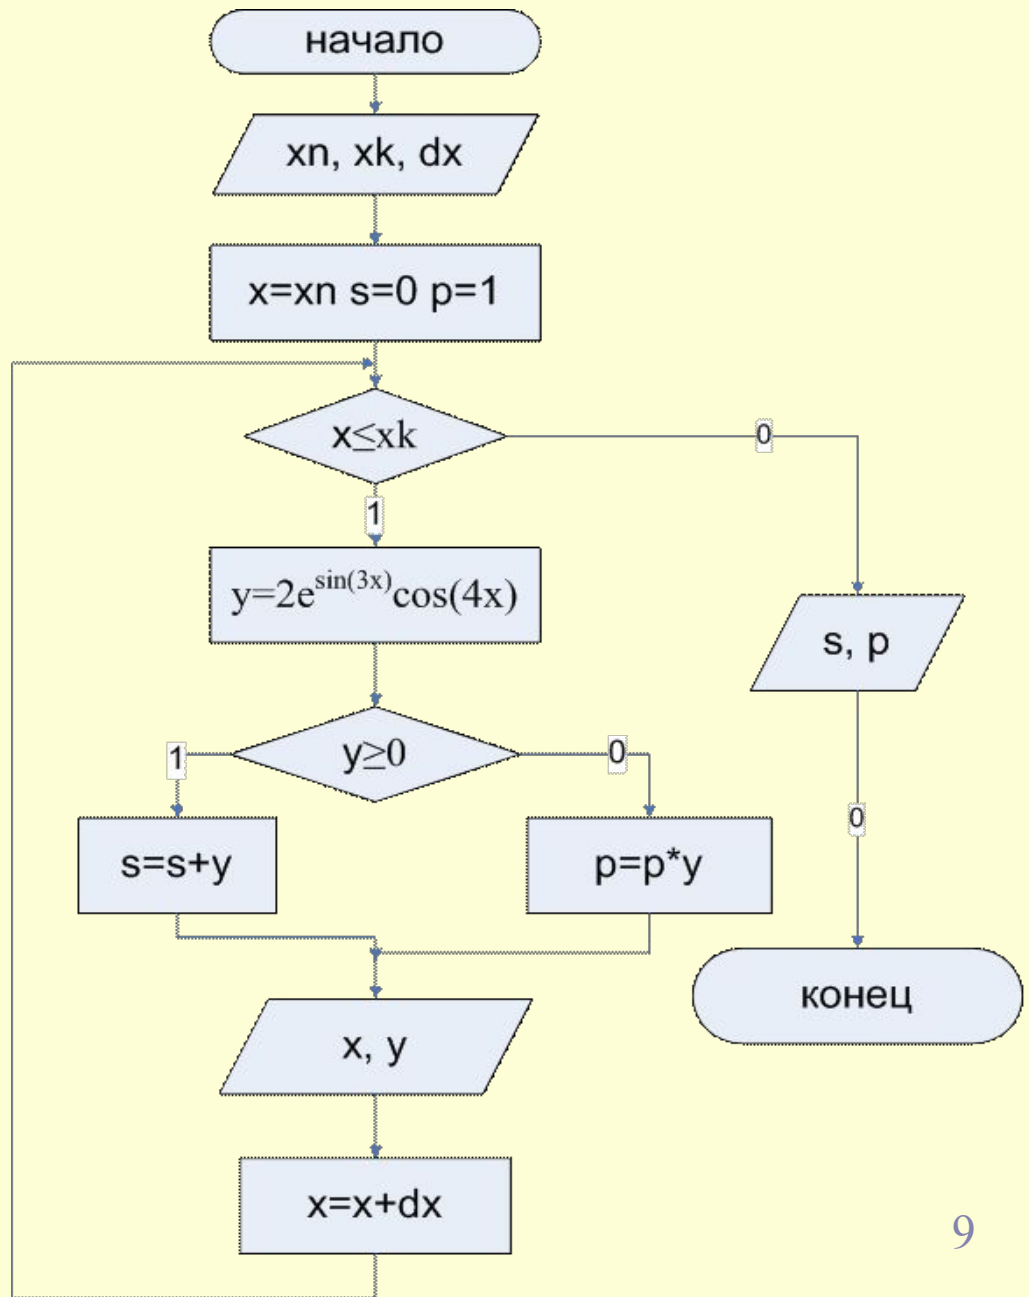 начало
xn, xk, dx
x=xn s=0 p=1
x≤xk
0
1
y=2e^sin(3x)cos(4x)
s, p
y≥0
1
0
0
s=s+y
p=p*y
x, y
конец
x=x+dx
9